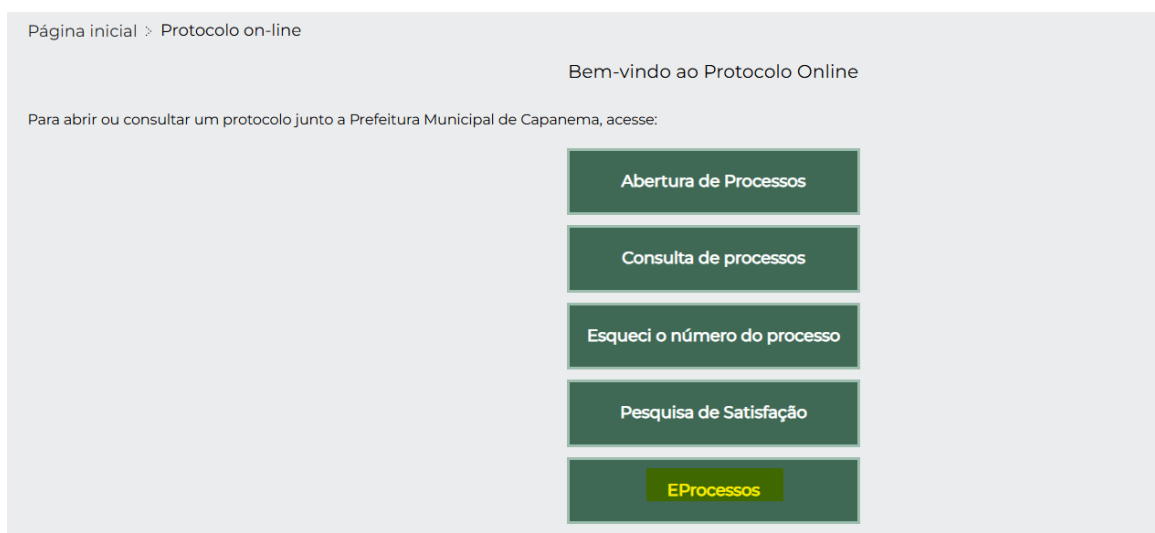 Página inicial > Protocolo on-line
Bem-vindo ao Protocolo Online
Para abrir ou consultar um protocolo junto a Prefeitura Municipal de Capanema, acesse:
Abertura de Processos
Consulta de processos
Esqueci o número do processo
Pesquisa de Satisfação
EProcessos